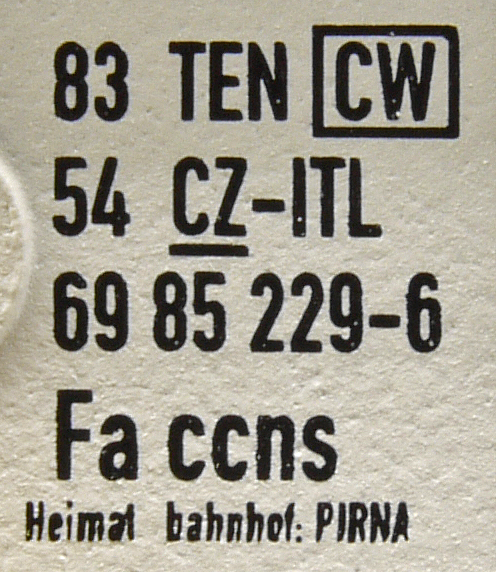 83 TEN CW
54 CZ-ITL
69 85 229-6
Fa ccns
Heimat bahnhof: PIRNA